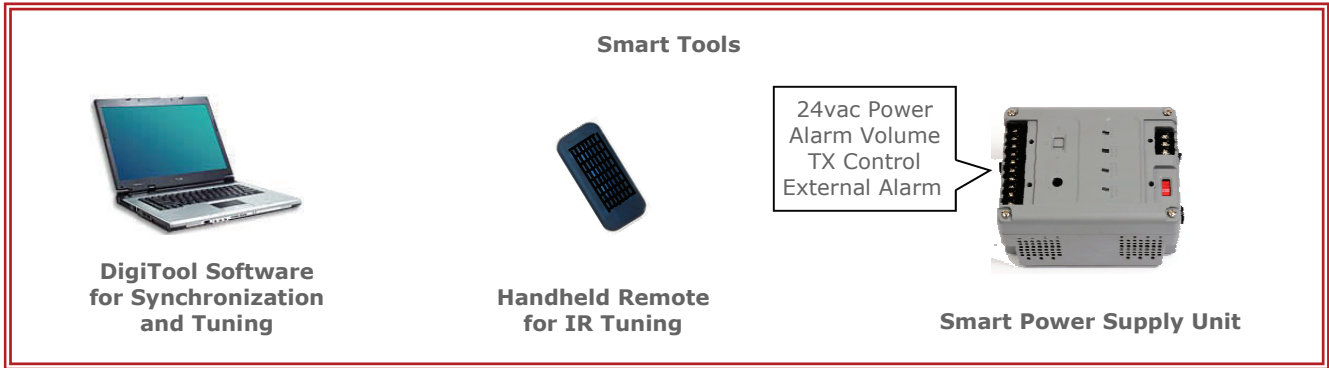 Smart Tools
24vac Power
Alarm Volume
TX Control
External Alarm
DigiTool Software
for Synchronization
and Tuning
Handheld Remote
for IR Tuning
Smart Power Supply Unit